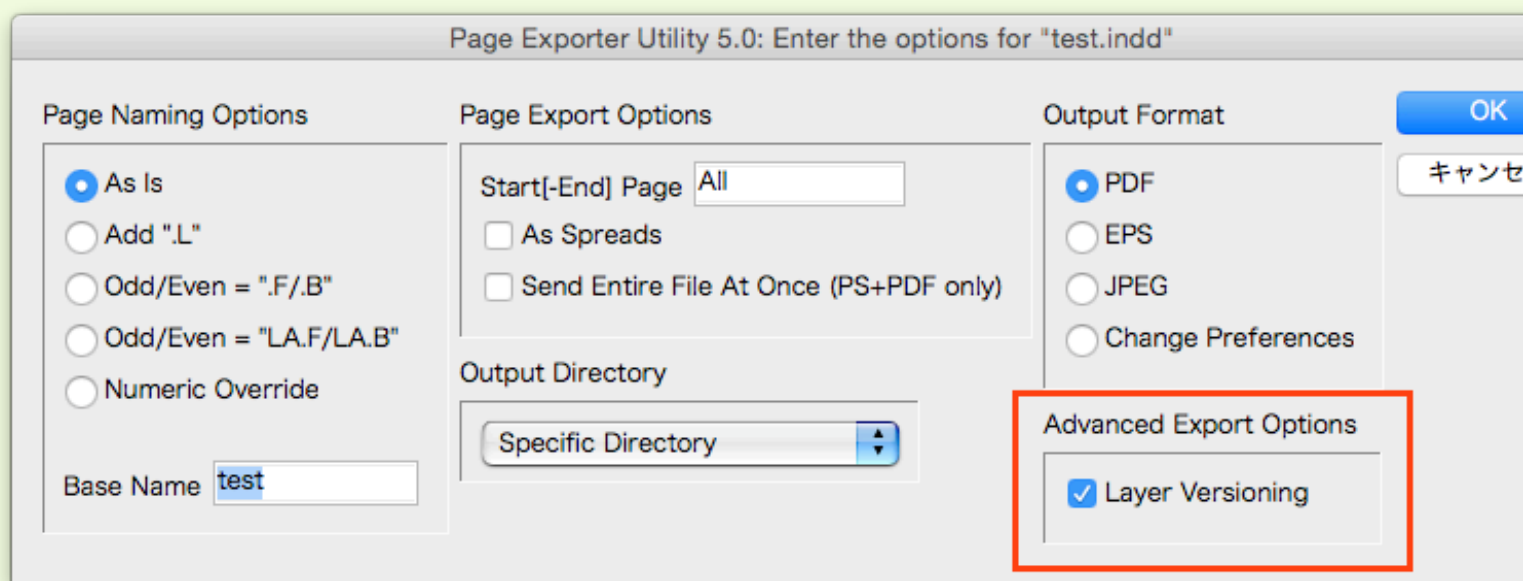 Page Exporter Utility 5.0: Enter the options for "test.indd"
Page Naming Options
As Is
Add ".L"
Odd/Even = ".F/.B"
Odd/Even = "LA.F/LA.B"
Numeric Override
Base Name test
Page Export Options
Start[-End] Page All
As Spreads
Send Entire File At Once (PS+PDF only)
Output Directory
Specific Directory
Output Format
PDF
EPS
JPEG
Change Preferences
Advanced Export Options
Layer Versioning
OK
キャンセ